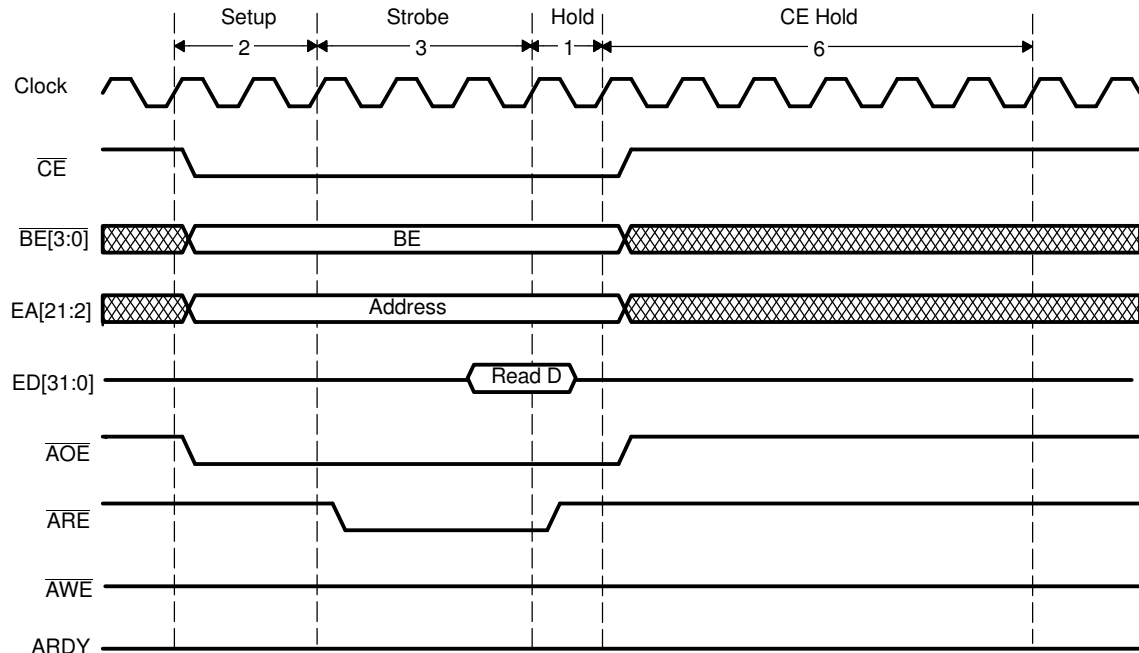 Setup Strobe Hold CE Hold
2 3 1 6
Clock
CE
BE[3:0] BE
EA[21:2] Address
ED[31:0] Read D
AOE
ARE
AWE
ARDY